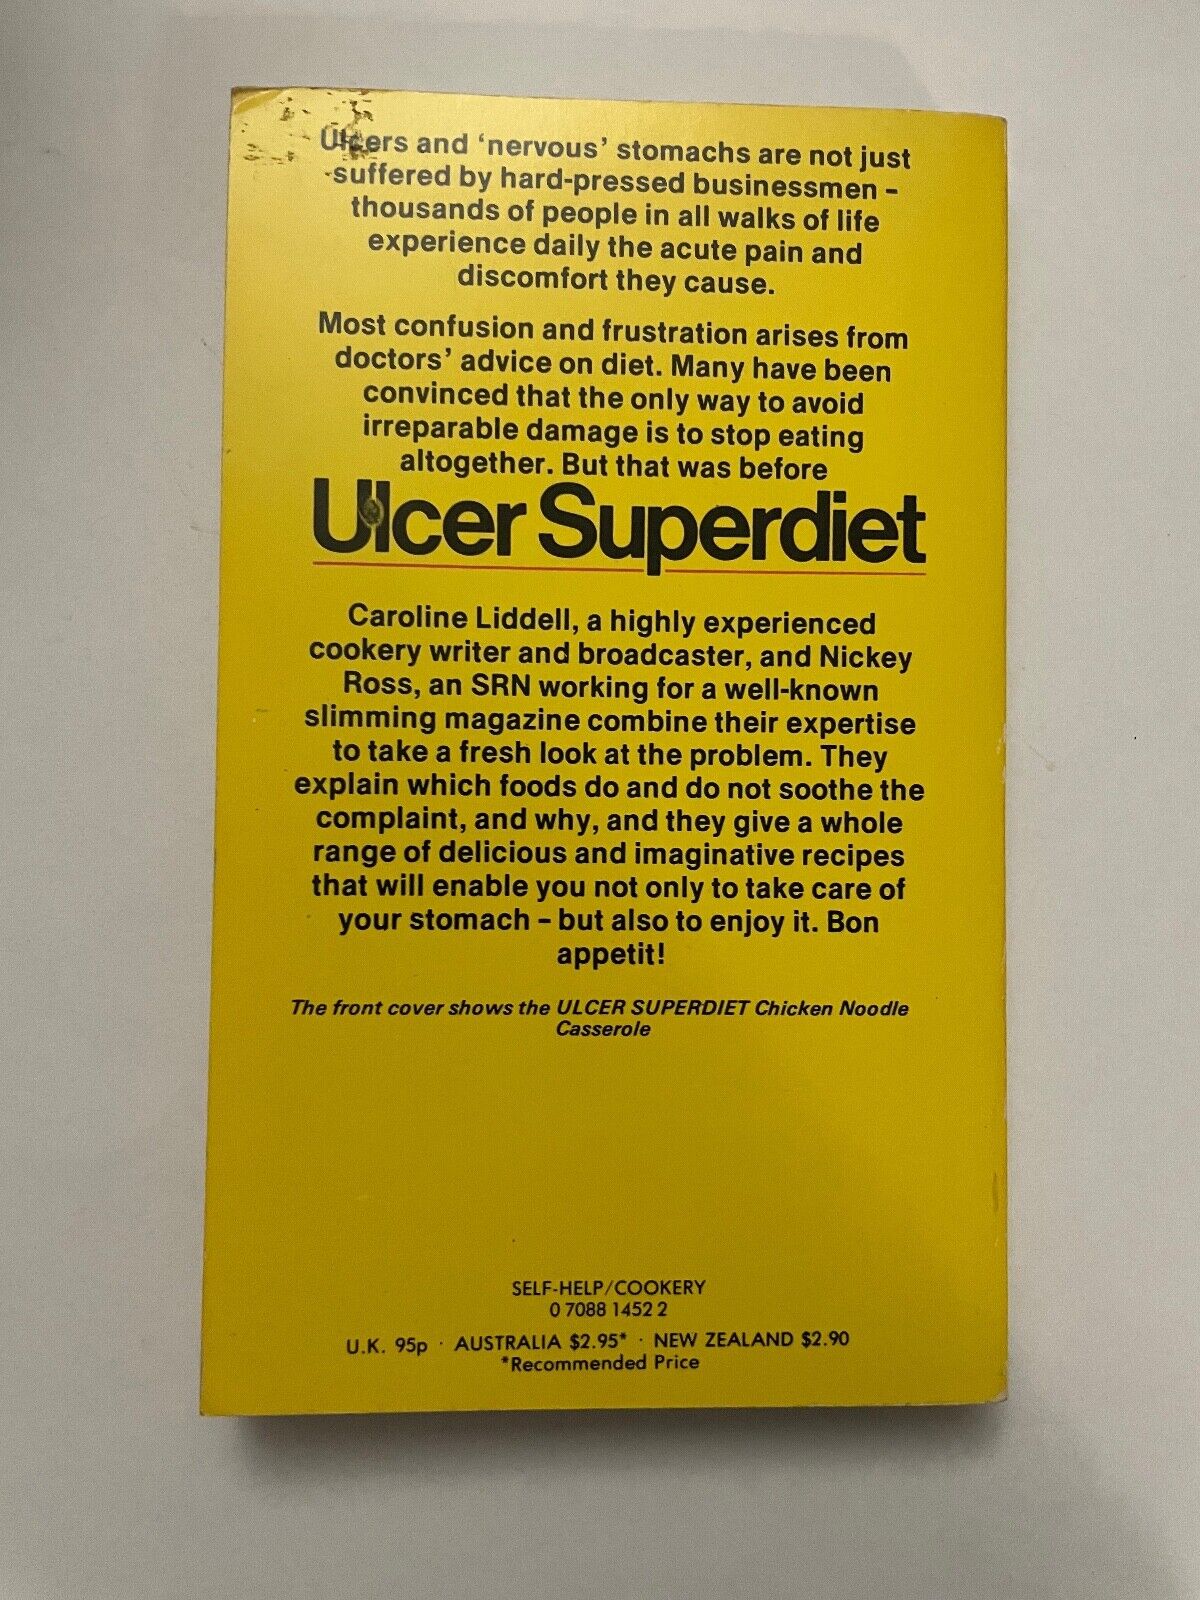 Ulcers and ‘nervous’ stomachs are not just
suffered by hard-pressed businessmen –
thousands of people in all walks of life
experience daily the acute pain and
discomfort they cause.
Most confusion and frustration arises from
doctors’ advice on diet. Many have been
convinced that the only way to avoid
irreparable damage is to stop eating
altogether. But that was before
Ulcer Superdiet
Caroline Liddell, a highly experienced
cookery writer and broadcaster, and Nickey
Ross, an SRN working for a well-known
slimming magazine combine their expertise
to take a fresh look at the problem. They
explain which foods do and do not soothe the
complaint, and why, and they give a whole
range of delicious and imaginative recipes
that will enable you not only to take care of
your stomach – but also to enjoy it. Bon
appetit!
The front cover shows the ULCER SUPERDIET Chicken Noodle
Casserole
SELF-HELP/COOKERY
0 7088 1452 2
U.K. 95p · AUSTRALIA $2.95* · NEW ZEALAND $2.90
*Recommended Price